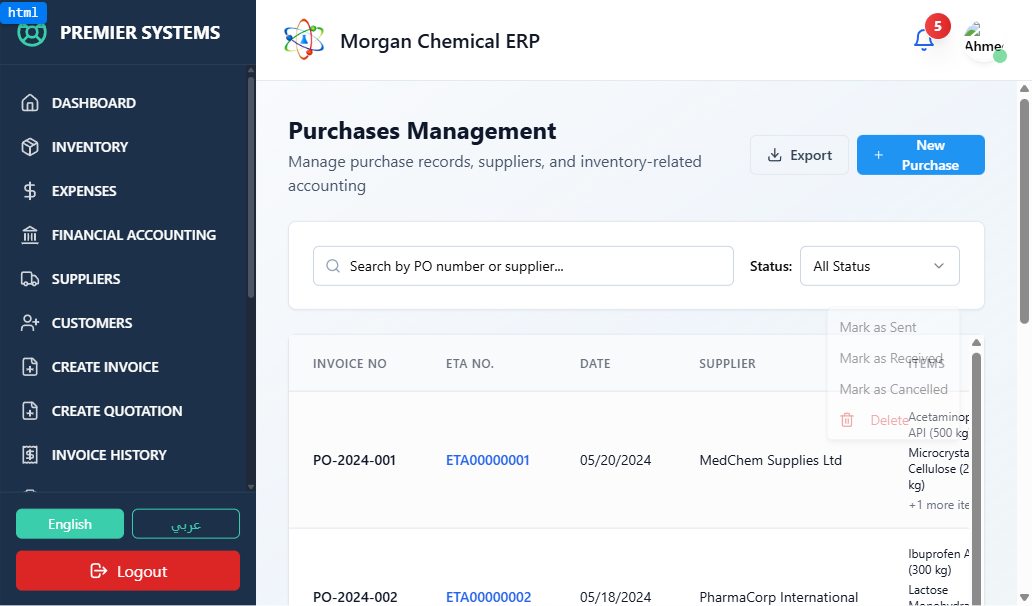 html
PREMIER SYSTEMS
DASHBOARD
INVENTORY
EXPENSES
FINANCIAL ACCOUNTING
SUPPLIERS
CUSTOMERS
CREATE INVOICE
CREATE QUOTATION
INVOICE HISTORY
English
عربي
Logout
Morgan Chemical ERP
5
Ahme
Purchases Management
Manage purchase records, suppliers, and inventory-related
accounting
Export
+ New
Purchase
Search by PO number or supplier...
Status:
All Status
Mark as Sent
Mark as Received
Mark as Cancelled
Delete
INVOICE NO
ETA NO.
DATE
SUPPLIER
ITEMS
PO-2024-001
ETA00000001
05/20/2024
MedChem Supplies Ltd
Acetaminop
API (500 kg
Microcrysta
Cellulose (2
kg)
+1 more ite
PO-2024-002
ETA00000002
05/18/2024
PharmaCorp International
Ibuprofen A
(300 kg)
Lactose
Monohydra